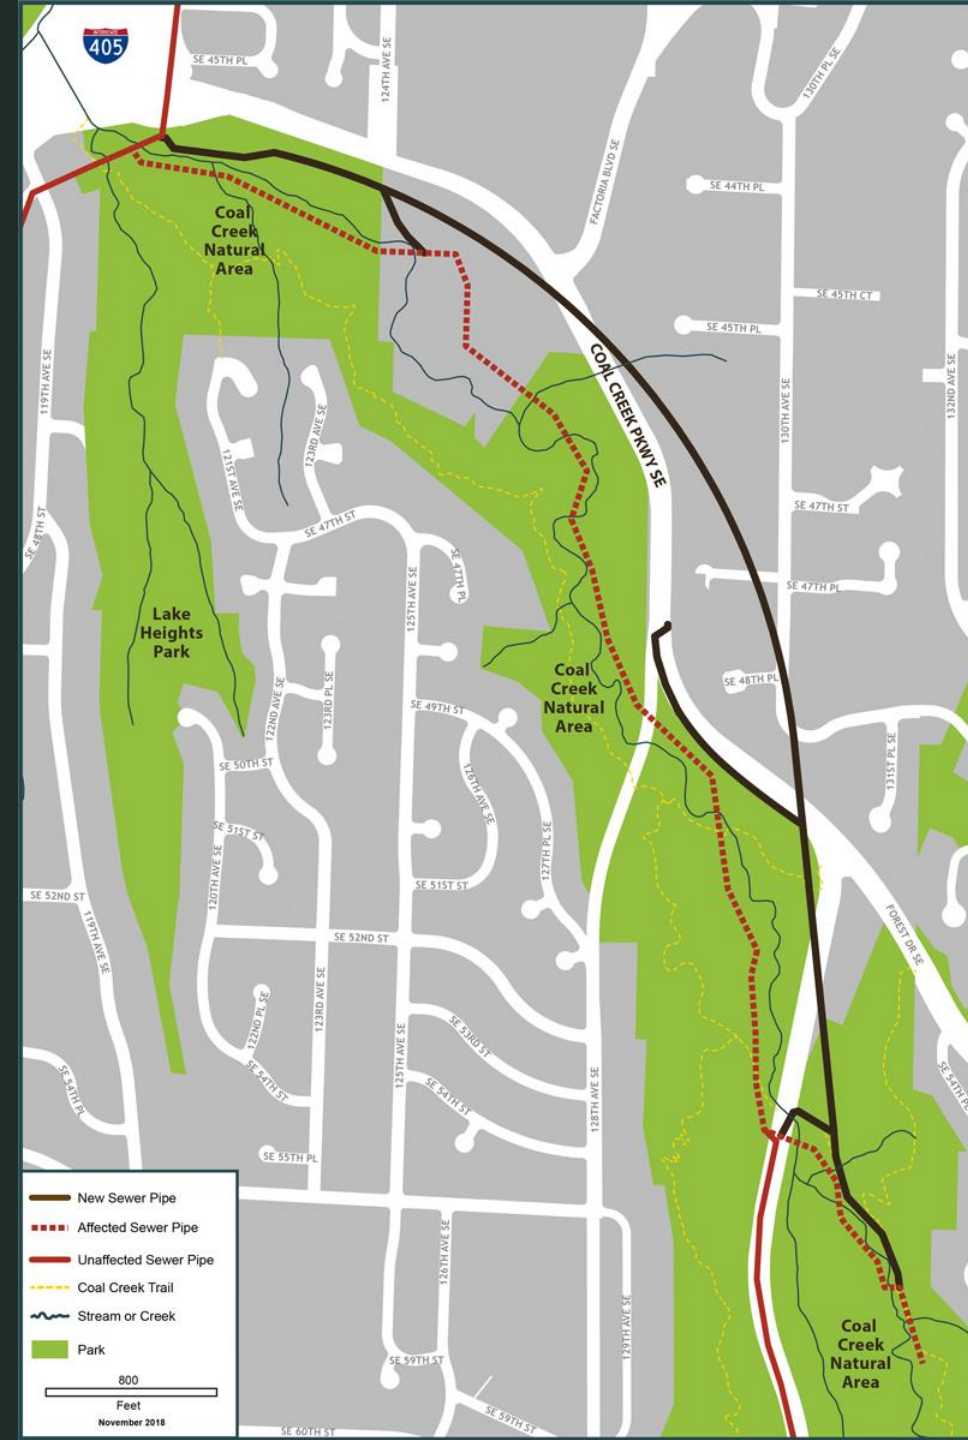 INTERSTATE
405
SE 45TH PL
124TH AVE SE
130TH PL SE
FACTORIA BLVD SE
SE 44TH PL
Coal
Creek
Natural
Area
SE 45TH CT
SE 45TH PL
COAL CREEK PKWY SE
119TH AVE SE
130TH AVE SE
132ND AVE SE
121ST AVE SE
123RD AVE SE
SE 47TH ST
SE 47TH ST
SE 48TH ST
SE 47TH PL
SE 47TH PL
125TH AVE SE
Lake
Heights
Park
Coal
Creek
Natural
Area
SE 48TH PL
123RD PL SE
122ND AVE SE
SE 49TH ST
131ST PL SE
SE 50TH ST
126TH AVE SE
SE 51ST ST
127TH PL SE
120TH AVE SE
SE 51ST ST
SE 52ND ST
119TH AVE SE
SE 52ND ST
FOREST DR SE
123RD AVE SE
122ND PL SE
SE 53RD ST
125TH AVE SE
SE 54TH PL
SE 54TH ST
SE 54TH ST
128TH AVE SE
SE 54TH PL
SE 55TH PL
New Sewer Pipe
Affected Sewer Pipe
Unaffected Sewer Pipe
Coal Creek Trail
Stream or Creek
Park
800
Feet
November 2018
126TH AVE SE
129TH AVE SE
Coal
Creek
Natural
Area
SE 59TH ST
SE 59TH ST
SE 60TH ST